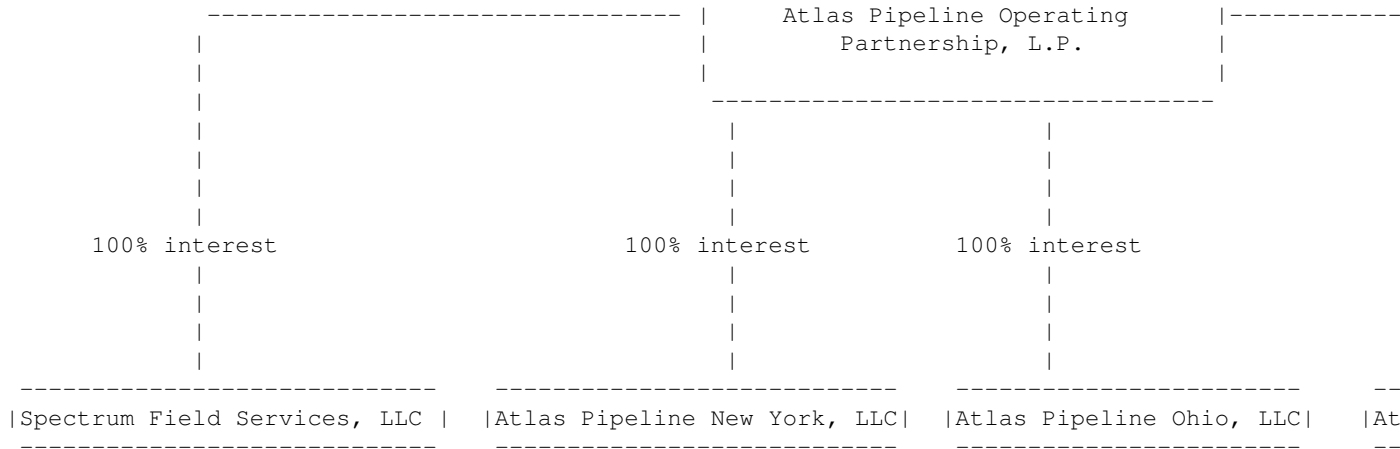 Atlas Pipeline Operating
Partnership, L.P.
100% interest 100% interest 100% interest
|Spectrum Field Services, LLC | |Atlas Pipeline New York, LLC| |Atlas Pipeline Ohio, LLC| |At